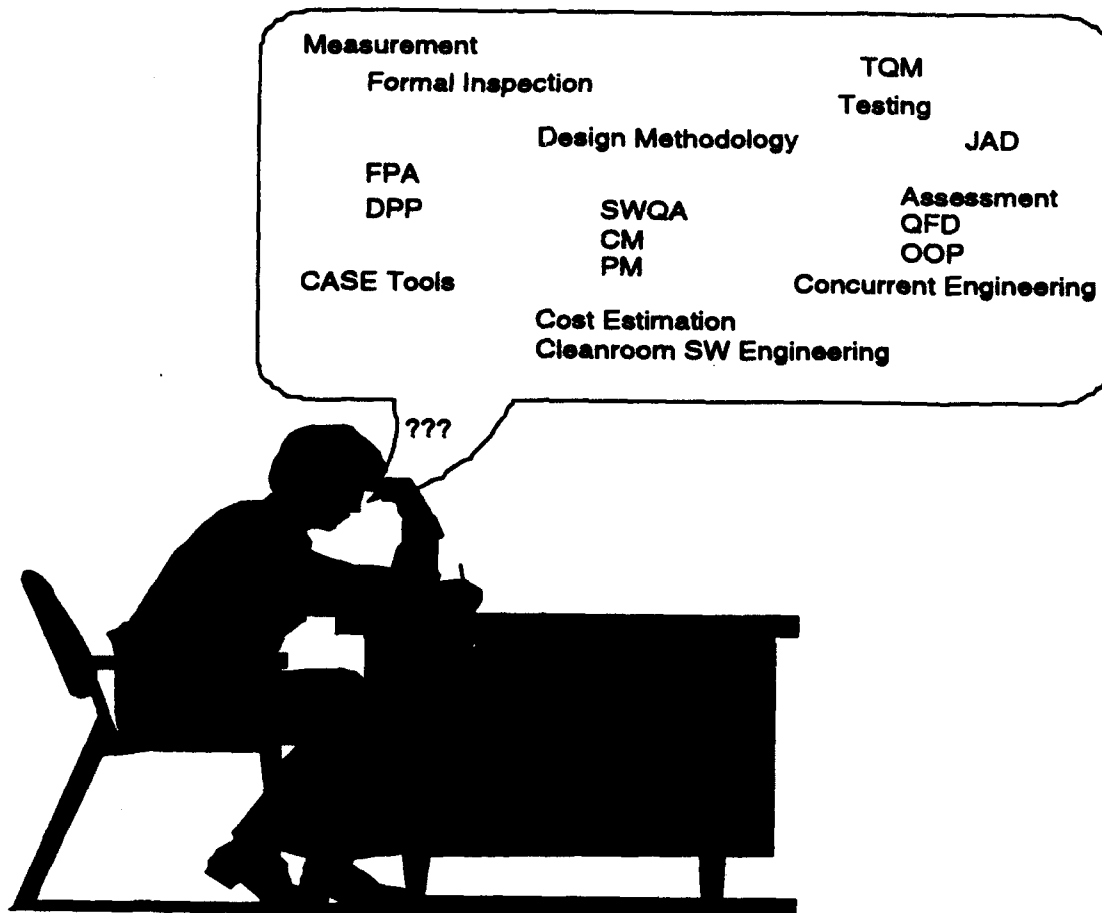 Measurement
Formal Inspection
TQM
Testing
Design Methodology
JAD
FPA
DPP
SWQA
CM
PM
Assessment
QFD
OOP
CASE Tools
Concurrent Engineering
Cost Estimation
Cleanroom SW Engineering
???